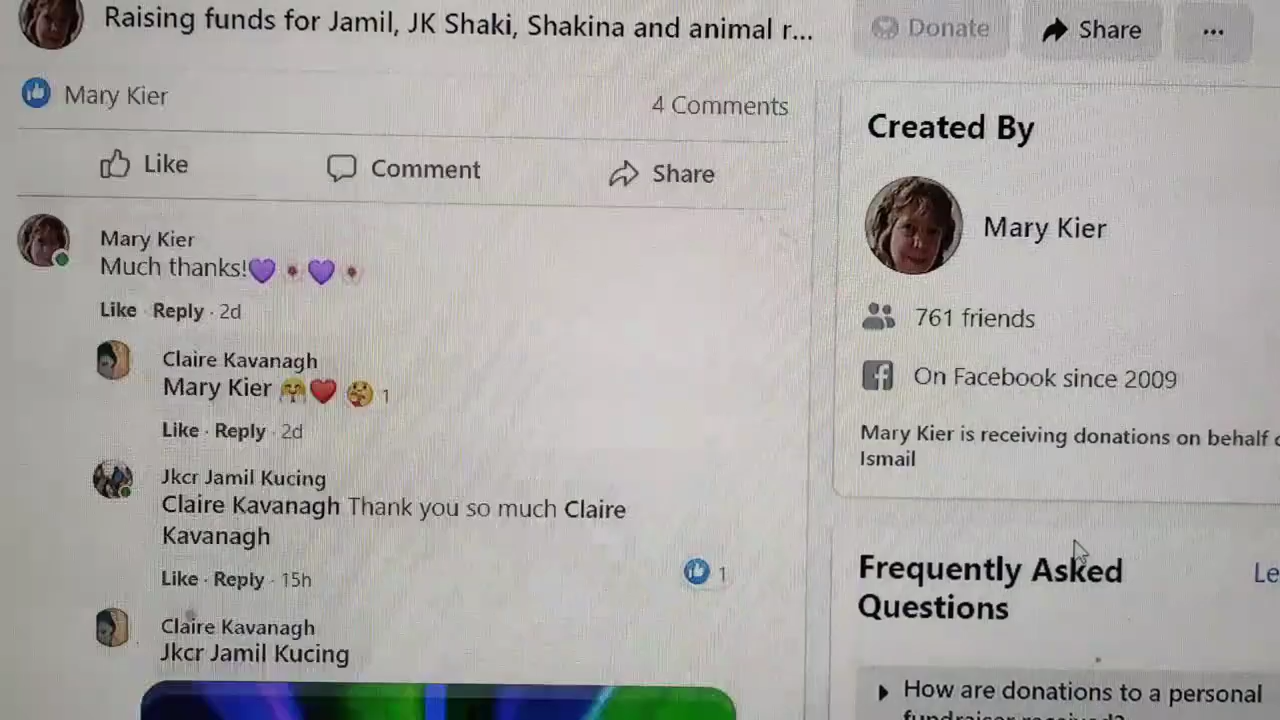 Raising funds for Jamil, JK Shaki, Shakina and animal r...
Donate
Share
Mary Kier
4 Comments
Like
Comment
Share
Mary Kier
Much thanks!
Like · Reply · 2d
Claire Kavanagh
Mary Kier
1
Like · Reply · 2d
Jkcr Jamil Kucing
Claire Kavanagh Thank you so much Claire
Kavanagh
Like · Reply · 15h
1
Claire Kavanagh
Jkcr Jamil Kucing
Created By
Mary Kier
761 friends
On Facebook since 2009
Mary Kier is receiving donations on behalf
Ismail
Frequently Asked
Questions
How are donations to a personal
fundraiser received?